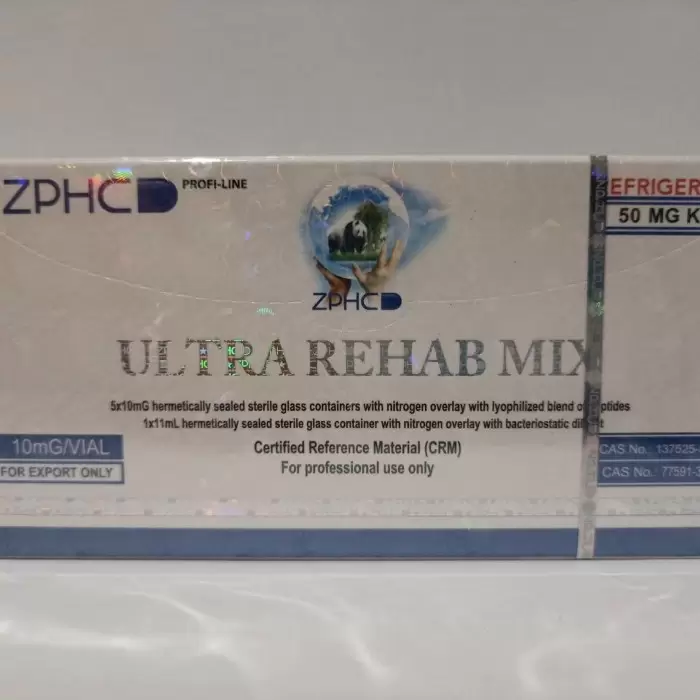 ZPHC PROFI-LINE
EFRIGER
50 MG K
ZPHC
ULTRA REHAB MIX
5x10mG hermetically sealed sterile glass containers with nitrogen overlay with lyophilized blend of ptides
1x11mL hermetically sealed sterile glass container with nitrogen overlay with bacteriostatic di t
10mG/VIAL
FOR EXPORT ONLY
Certified Reference Material (CRM)
For professional use only
CAS No. 137525-
CAS No.: 77591-3